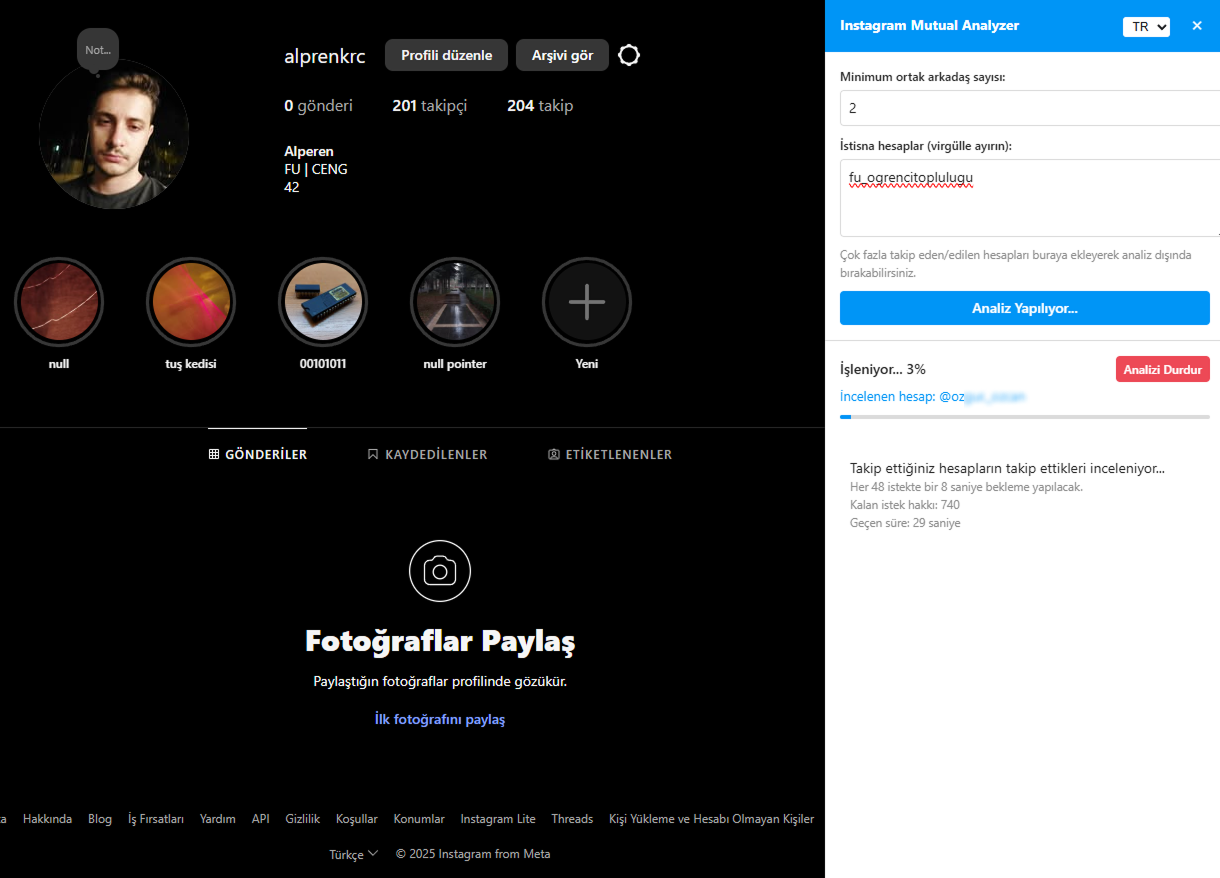 Not...
alprenkrc
Profili düzenle
Arşivi gör
0 gönderi
201 takipçi
204 takip
Alperen
FU | CENG
42
null
tuş kedisi
00101011
null pointer
Yeni
GÖNDERİLER
KAYDEDİLENLER
ETİKETLENENLER
Fotoğraflar Paylaş
Paylaştığın fotoğraflar profilinde gözükür.
İlk fotoğrafını paylaş
Hakkında
Blog
İş Fırsatları
Yardım
API
Gizlilik
Koşullar
Konumlar
Instagram Lite
Threads
Kişi Yükleme ve Hesabı Olmayan Kişiler
Türkçe
© 2025 Instagram from Meta
Instagram Mutual Analyzer
TR
×
Minimum ortak arkadaş sayısı:
2
İstisna hesaplar (virgülle ayırın):
fu_ogrencitoplulugu
Çok fazla takip eden/edilen hesapları buraya ekleyerek analiz dışında
bırakabilirsiniz.
Analiz Yapılıyor...
İşleniyor... 3%
Analizi Durdur
İncelenen hesap: @oz
Takip ettiğiniz hesapların takip ettikleri inceleniyor...
Her 48 istekte bir 8 saniye bekleme yapılacak.
Kalan istek hakkı: 740
Geçen süre: 29 saniye